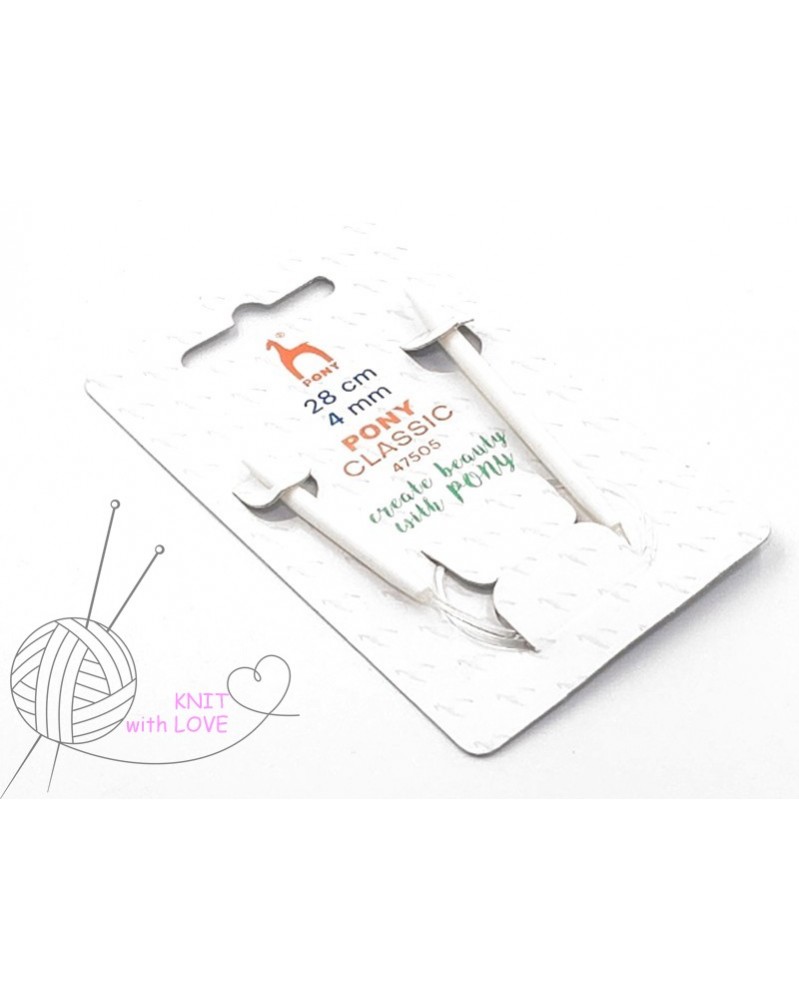 ®
PONY
28 cm
4 mm
PONY
CLASSIC
47505
create beauty
with PONY
KNIT
with LOVE